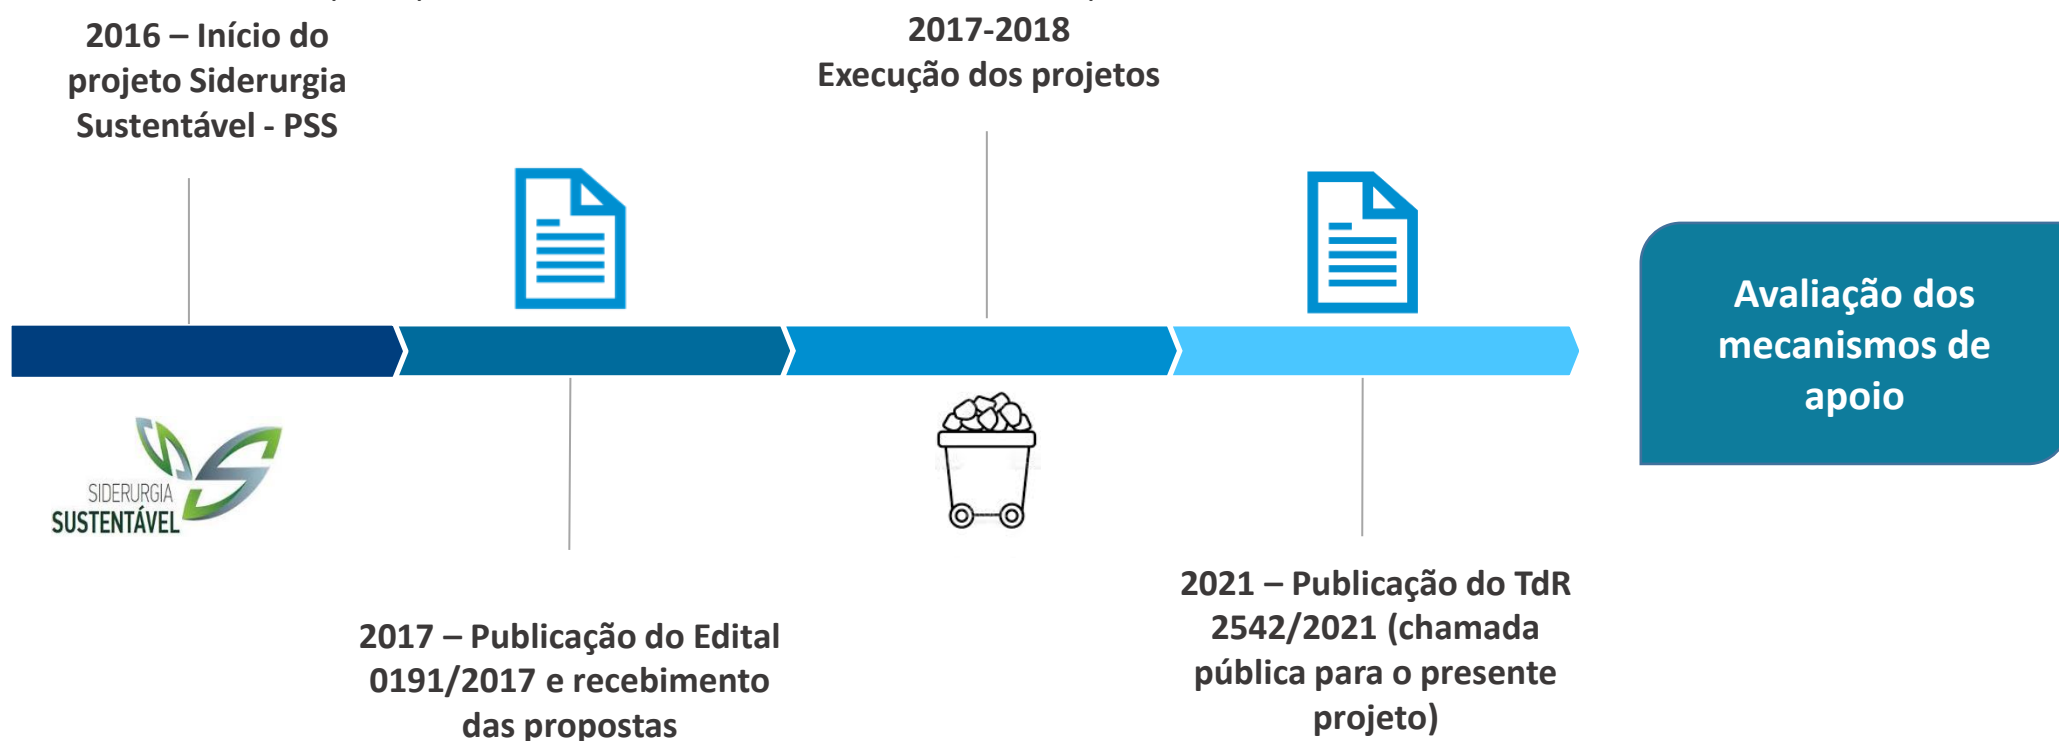 2016 – Início do
projeto Siderurgia
Sustentável - PSS
2017-2018
Execução dos projetos
Avaliação dos
mecanismos de
apoio
SIDERURGIA
SUSTENTÁVEL
2017 – Publicação do Edital
0191/2017 e recebimento
das propostas
2021 – Publicação do TdR
2542/2021 (chamada
pública para o presente
projeto)